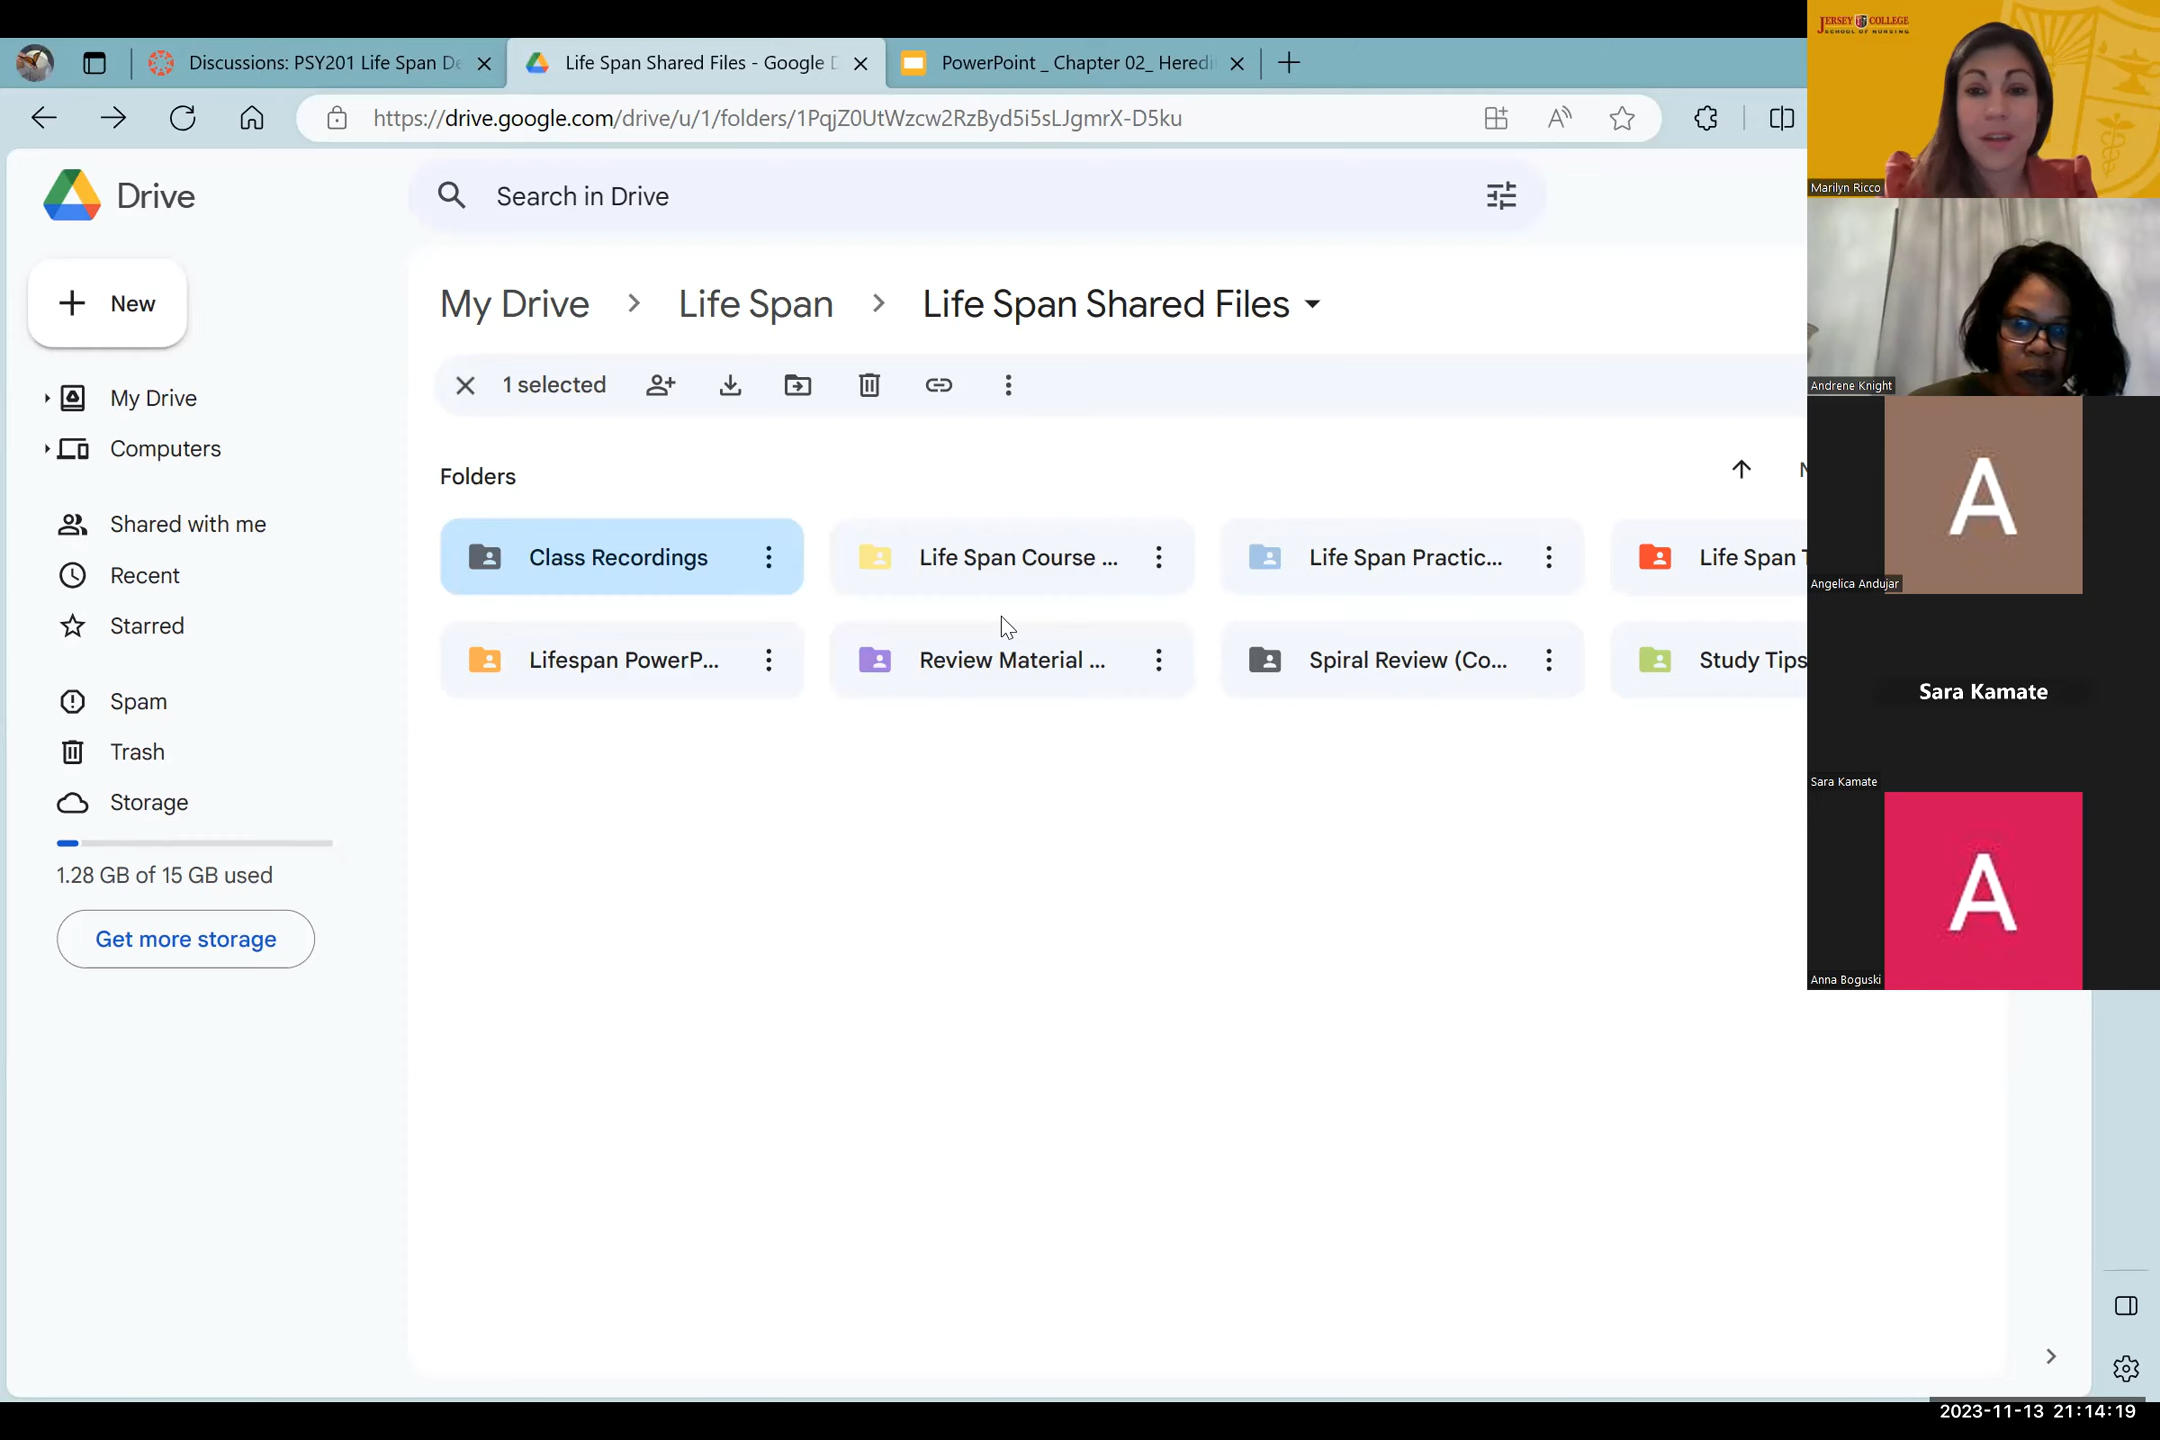 Discussions: PSY201 Life Span De
Life Span Shared Files - Google D
PowerPoint _ Chapter 02_ Heredi
https://drive.google.com/drive/u/1/folders/1PqjZ0UtWzcw2RzByd5i5sLJgmrX-D5ku
JERSEY COLLEGE
SCHOOL OF NURSING
Marilyn Ricco
Drive
Search in Drive
New
My Drive
Life Span
Life Span Shared Files
1 selected
Andrene Knight
My Drive
Computers
Shared with me
Recent
Starred
Spam
Trash
Storage
1.28 GB of 15 GB used
Get more storage
Folders
Class Recordings
Life Span Course ...
Life Span Practic...
Life Span T
Lifespan PowerP...
Review Material ...
Spiral Review (Co...
Study Tips
A
Angelica Andujar
Sara Kamate
Sara Kamate
A
Anna Boguski
2023-11-13 21:14:19